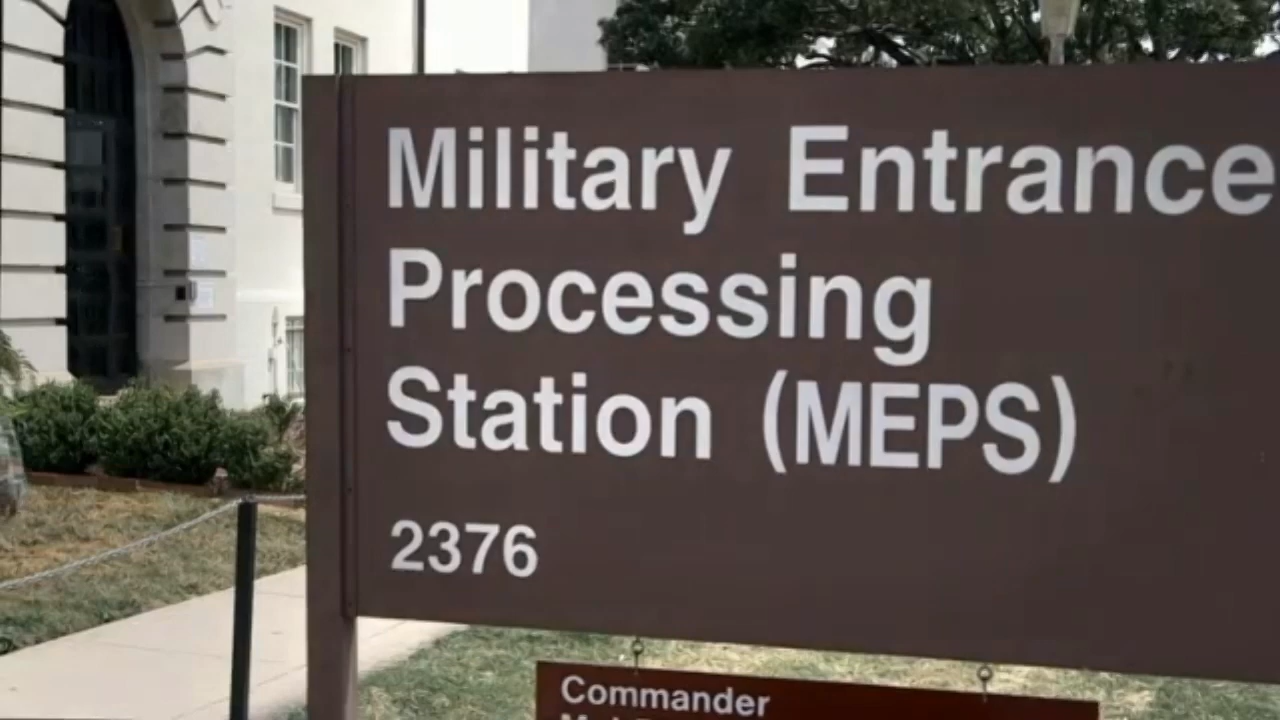 Military Entrance
Processing
Station (MEPS)
2376
Commander